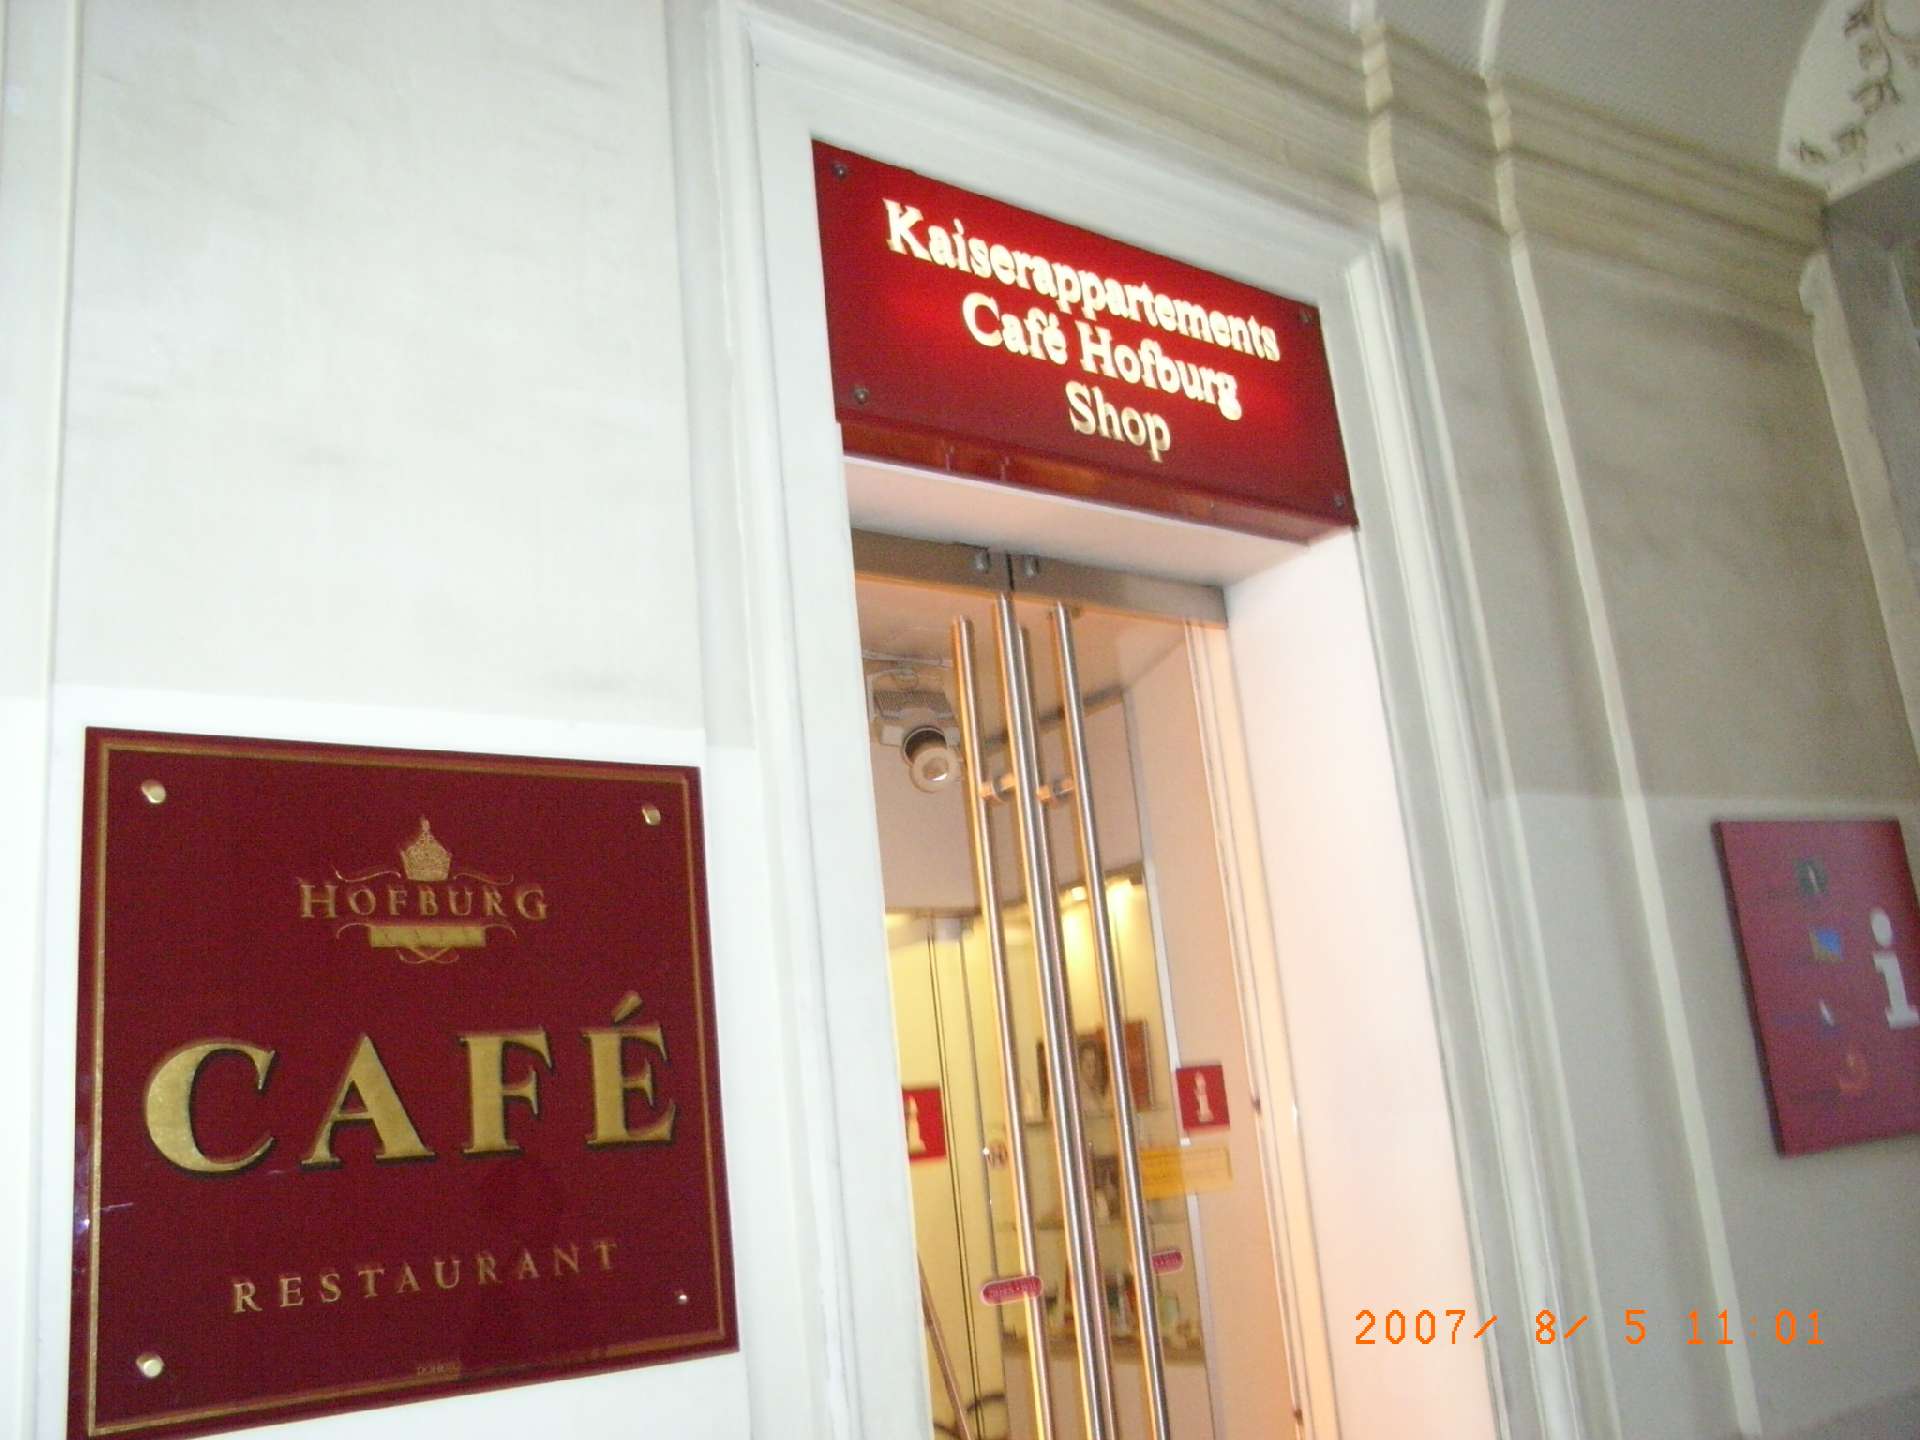 Kaiserappartements
Café Hofburg
Shop
HOFBURG
CAFÉ
RESTAURANT
i
2007/ 8/ 5 11:01